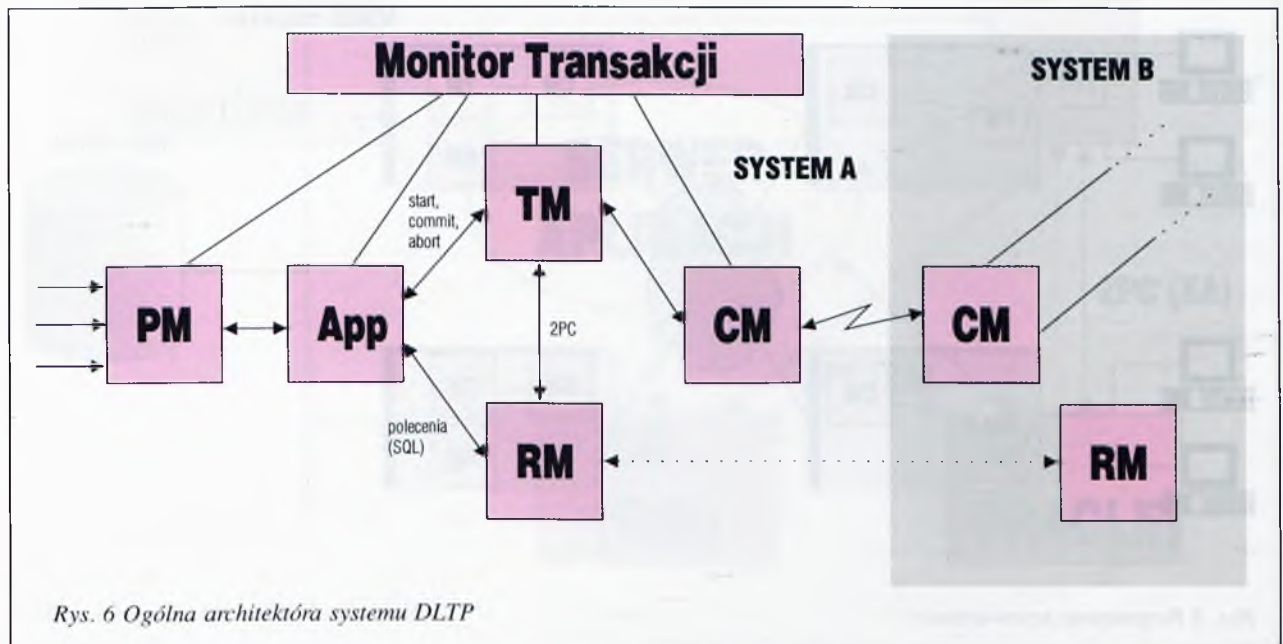 Monitor Transakcji
SYSTEM B
SYSTEM A
start,
commit,
abort
TM
PM
App
2PC
CM
CM
polecenia
(SQL)
RM
RM
Rys. 6 Ogólna architektóra systemu DLTP